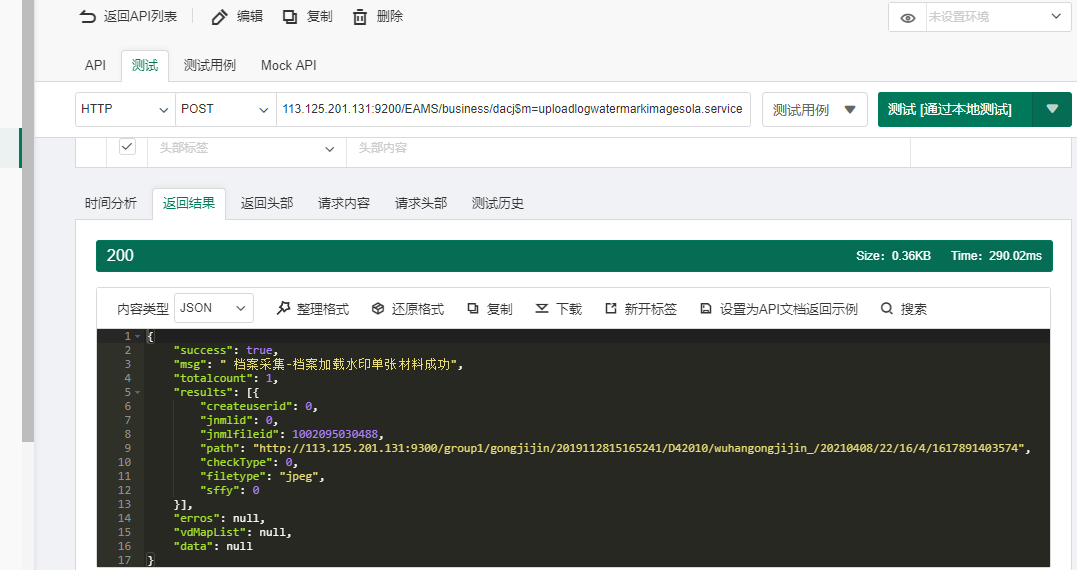 返回API列表 编辑 复制 删除 未设置环境
API 测试 测试用例 Mock API
HTTP POST 113.125.201.131:9200/EAMS/business/dacj$m=uploadlogwatermarkimagesola.service 测试用例 测试 [通过本地测试]
头部标签 头部内容
时间分析 返回结果 返回头部 请求内容 请求头部 测试历史
200 Size: 0.36KB Time: 290.02ms
内容类型 JSON 整理格式 还原格式 复制 下载 新开标签 设置为API文档返回示例 搜索
1 {
2 "success": true,
3 "msg": " 档案采集-档案加载水印单张材料成功",
4 "totalcount": 1,
5 "results": [{
6 "createuserid": 0,
7 "jnmlid": 0,
8 "jnmlfileid": 1002095030488,
9 "path": "http://113.125.201.131:9300/group1/gongjijin/2019112815165241/D42010/wuhangongjijin_/20210408/22/16/4/1617891403574",
10 "checkType": 0,
11 "filetype": "jpeg",
12 "sffy": 0
13 }],
14 "erros": null,
15 "vdMapList": null,
16 "data": null
17 }